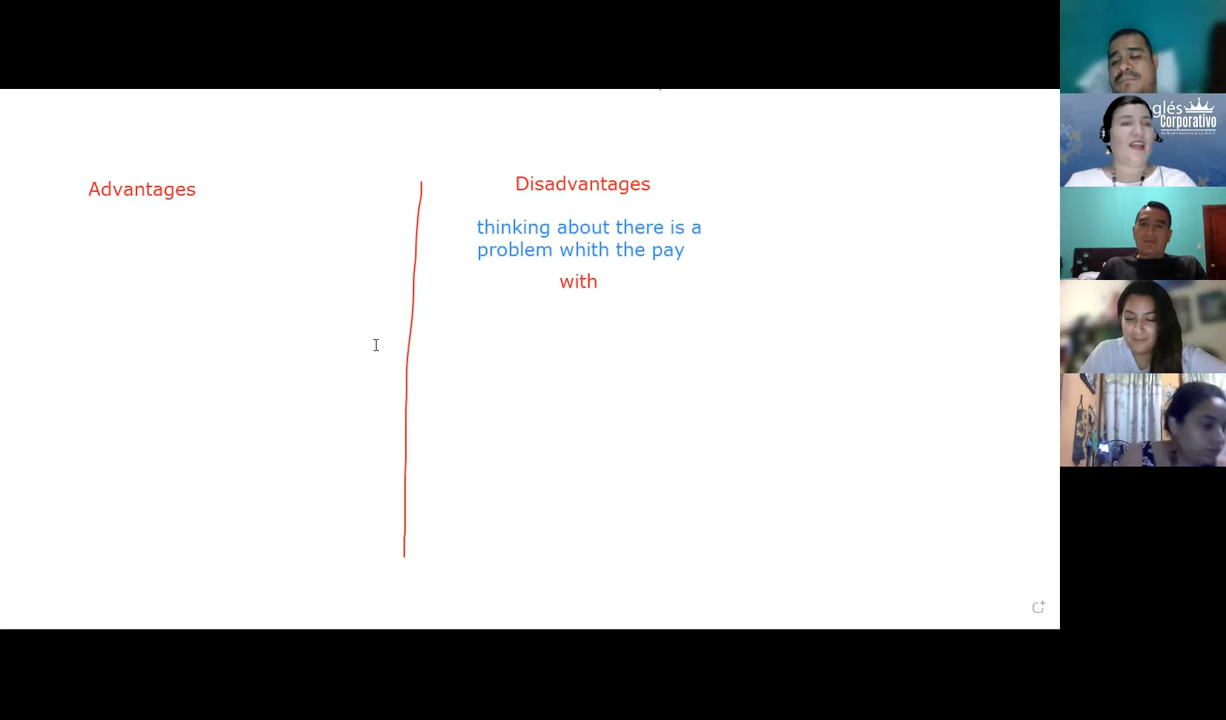 Advantages
Disadvantages
thinking about there is a
problem whith the pay
with
glés
Corporativo